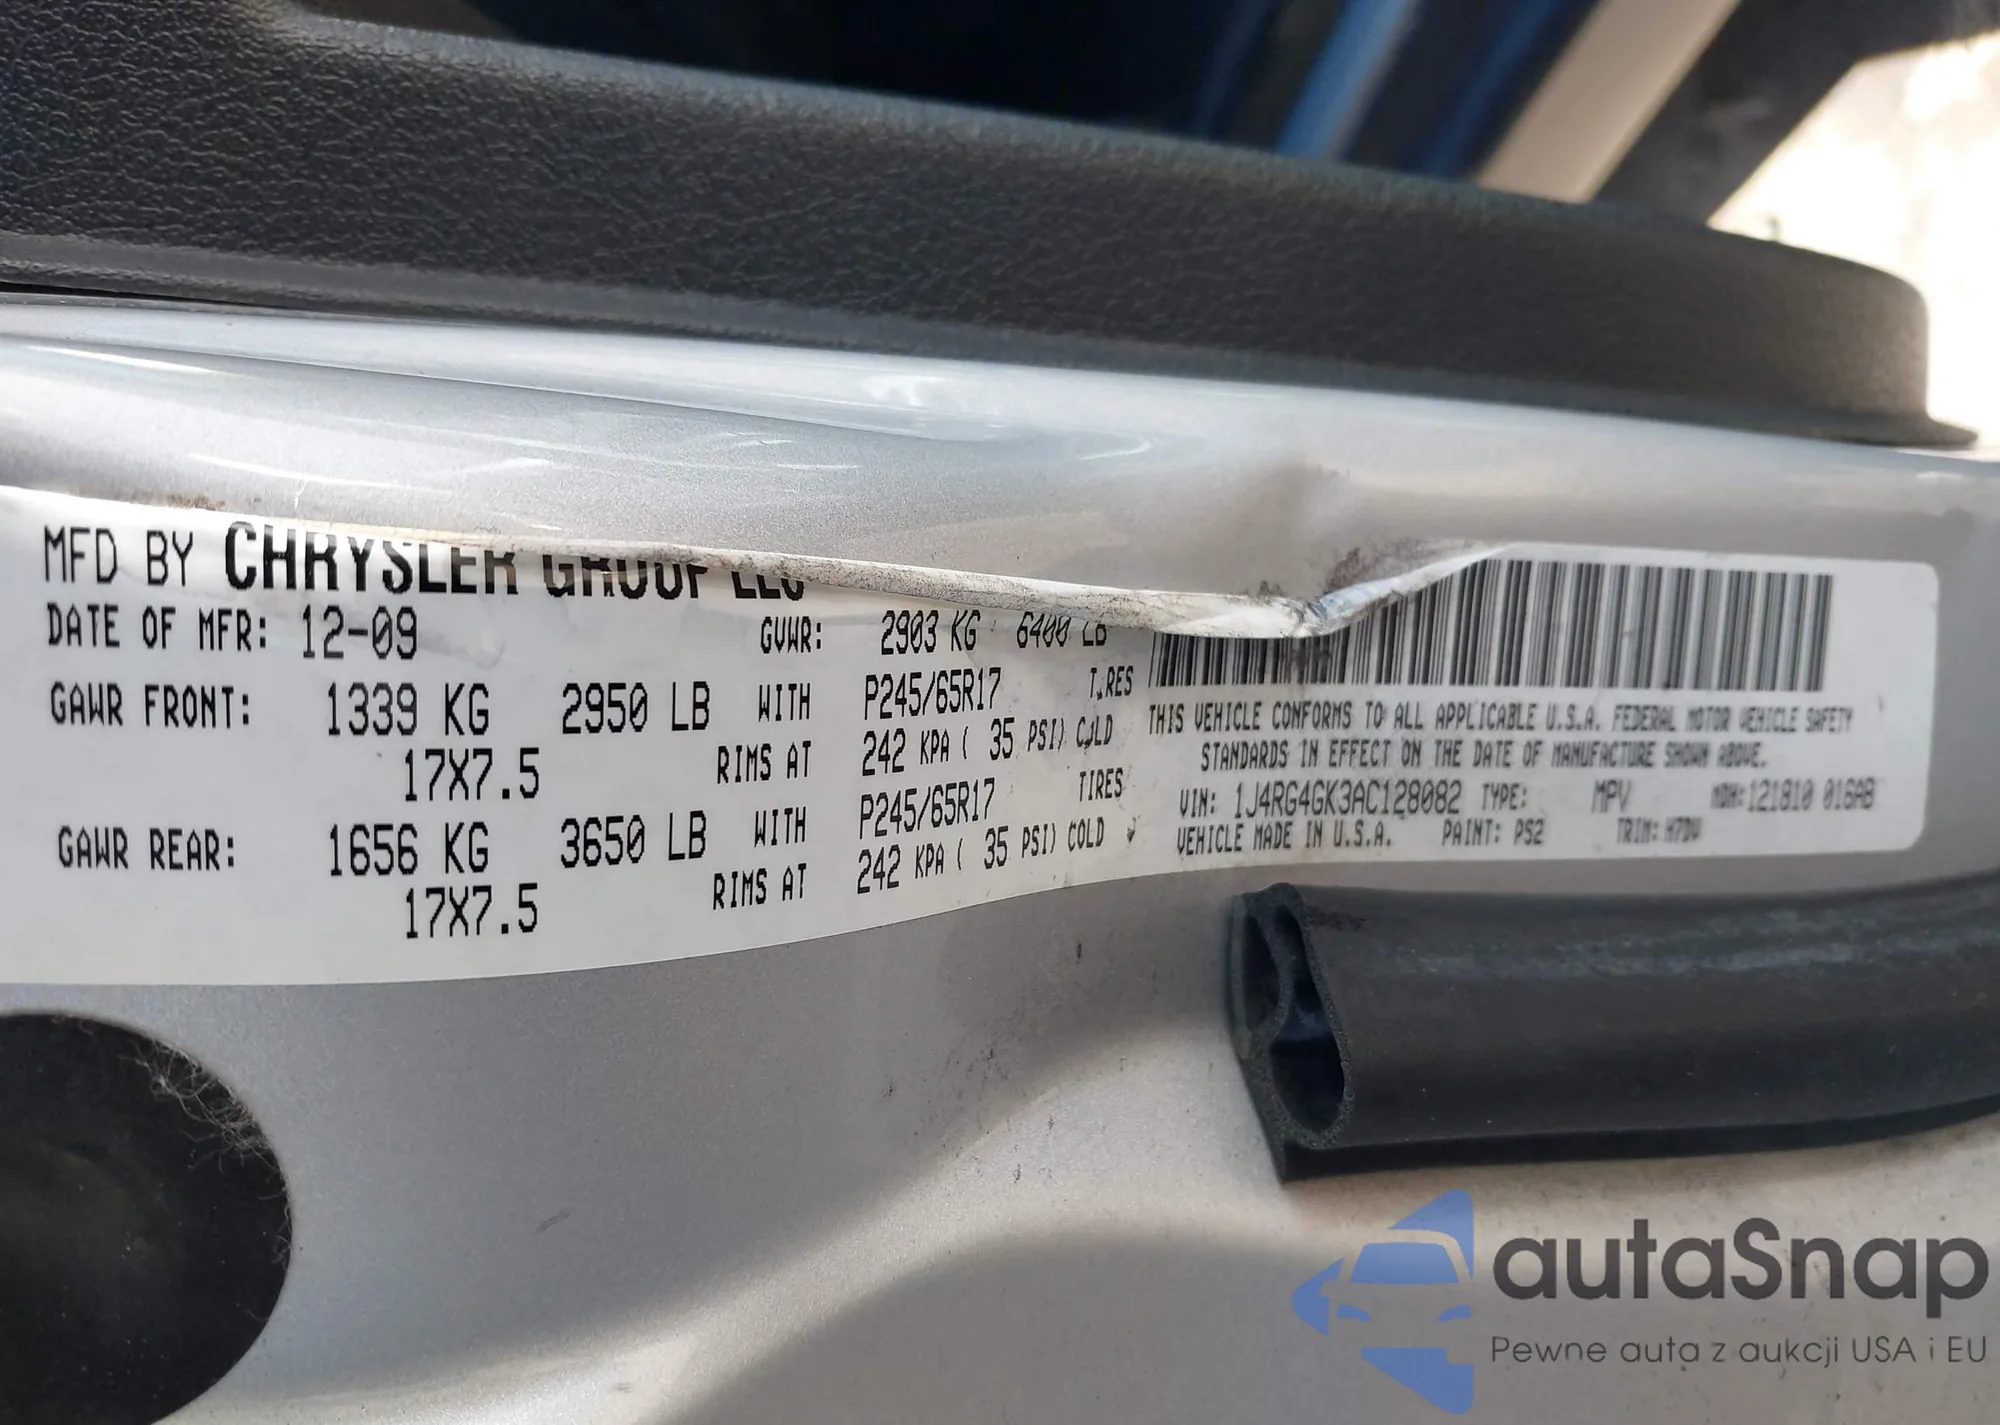 MFD BY CHRYSLER GROUP LLC
DATE OF MFR: 12-09 GVWR: 2903 KG 6400 LB
GAWR FRONT: 1339 KG 2950 LB WITH P245/65R17 TIRES
17X7.5 RIMS AT 242 KPA ( 35 PSI) COLD
GAWR REAR: 1656 KG 3650 LB WITH P245/65R17 TIRES
17X7.5 RIMS AT 242 KPA ( 35 PSI) COLD
THIS VEHICLE CONFORMS TO ALL APPLICABLE U.S.A. FEDERAL MOTOR VEHICLE SAFETY
STANDARDS IN EFFECT ON THE DATE OF MANUFACTURE SHOWN ABOVE.
VIN: 1J4RG4GK3AC128082 TYPE: MPV MDH: 121810 016AB
VEHICLE MADE IN U.S.A. PAINT: PS2 TRIM:
autaSnap
Pewne auta z aukcji USA i EU